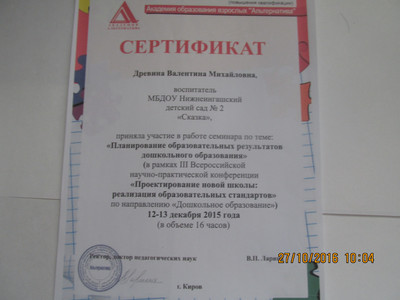 Академия образования взрослых "Альтернатива"
СЕРТИФИКАТ
Древина Валентина Михайловна,
воспитатель
МБДОУ Нижнеингашский
детский сад № 2
«Сказка»,
приняла участие в работе семинара по теме:
«Планирование образовательных результатов
дошкольного образования»
(в рамках III Всероссийской
научно-практической конференции
«Проектирование новой школы:
реализация образовательных стандартов»
по направлению «Дошкольное образование»)
12-13 декабря 2015 года
(в объеме 16 часов)
Ректор, доктор педагогических наук
В.П.
г. Киров
27/10/2016 10:04